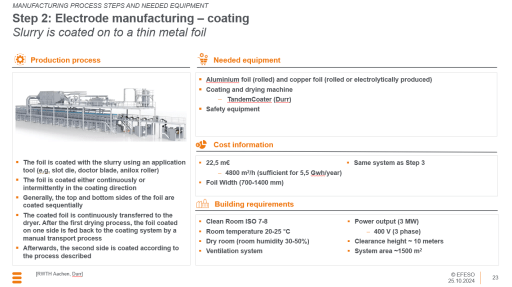 MANUFACTURING PROCESS STEPS AND NEEDED EQUIPMENT
Step 2: Electrode manufacturing – coating
Slurry is coated on to a thin metal foil
Production process
▪ The foil is coated with the slurry using an application
tool (e.g. slot die, doctor blade, anilox roller)
▪ The foil is coated either continuously or
intermittently in the coating direction
▪ Generally, the top and bottom sides of the foil are
coated sequentially
▪ The coated foil is continuously transferred to the
dryer. After the first drying process, the foil coated
on one side is fed back to the coating system by a
manual transport process
▪ Afterwards, the second side is coated according to
the process described
Needed equipment
▪ Aluminium foil (rolled) and copper foil (rolled or electrolytically produced)
▪ Coating and drying machine
– TandemCoater (Durr)
▪ Safety equipment
Cost information
▪ 22,5 m€
– 4800 m²/h (sufficient for 5,5 Gwh/year)
▪ Foil Width (700-1400 mm)
▪ Same system as Step 3
Building requirements
▪ Clean Room ISO 7-8
▪ Room temperature 20-25 °C
▪ Dry room (room humidity 30-50%)
▪ Ventilation system
▪ Power output (3 MW)
– 400 V (3 phase)
▪ Clearance height ~ 10 meters
▪ System area ~1500 m²
[RWTH Aachen, Durr]
© EFESO
25.10.2024
23